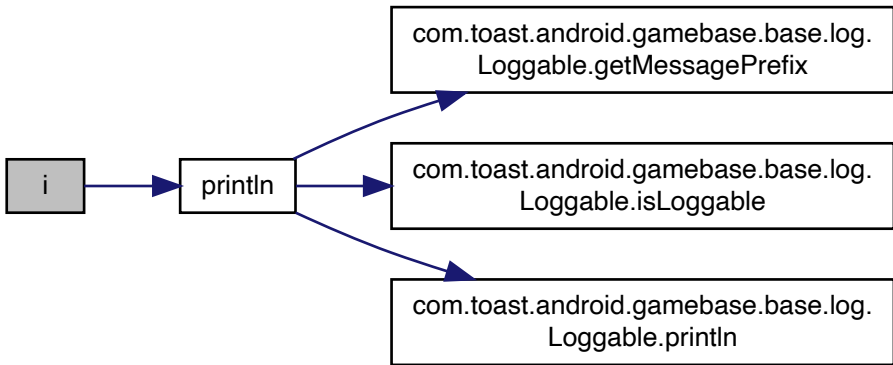 i
println
com.toast.android.gamebase.base.log.
Loggable.getMessagePrefix
com.toast.android.gamebase.base.log.
Loggable.isLoggable
com.toast.android.gamebase.base.log.
Loggable.println